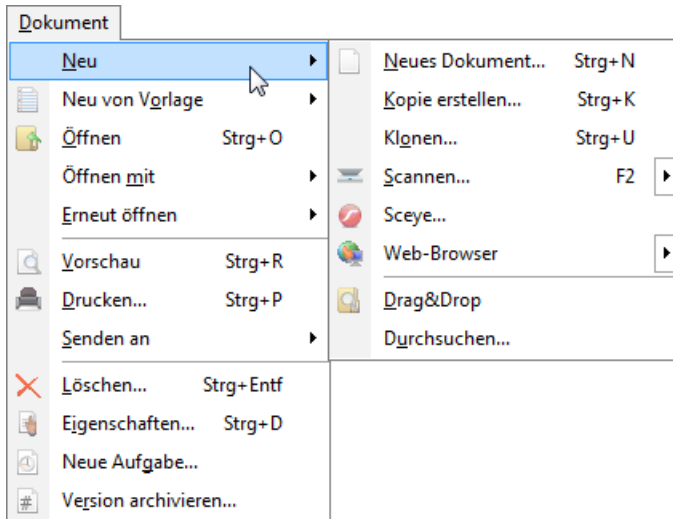 Dokument
Neu
Neu von Vorlage
Öffnen Strg+O
Öffnen mit
Erneut öffnen
Vorschau Strg+R
Drucken... Strg+P
Senden an
Löschen... Strg+Entf
Eigenschaften... Strg+D
Neue Aufgabe...
Version archivieren...
Neues Dokument... Strg+N
Kopie erstellen... Strg+K
Klonen... Strg+U
Scannen... F2
Sceye...
Web-Browser
Drag&Drop
Durchsuchen...